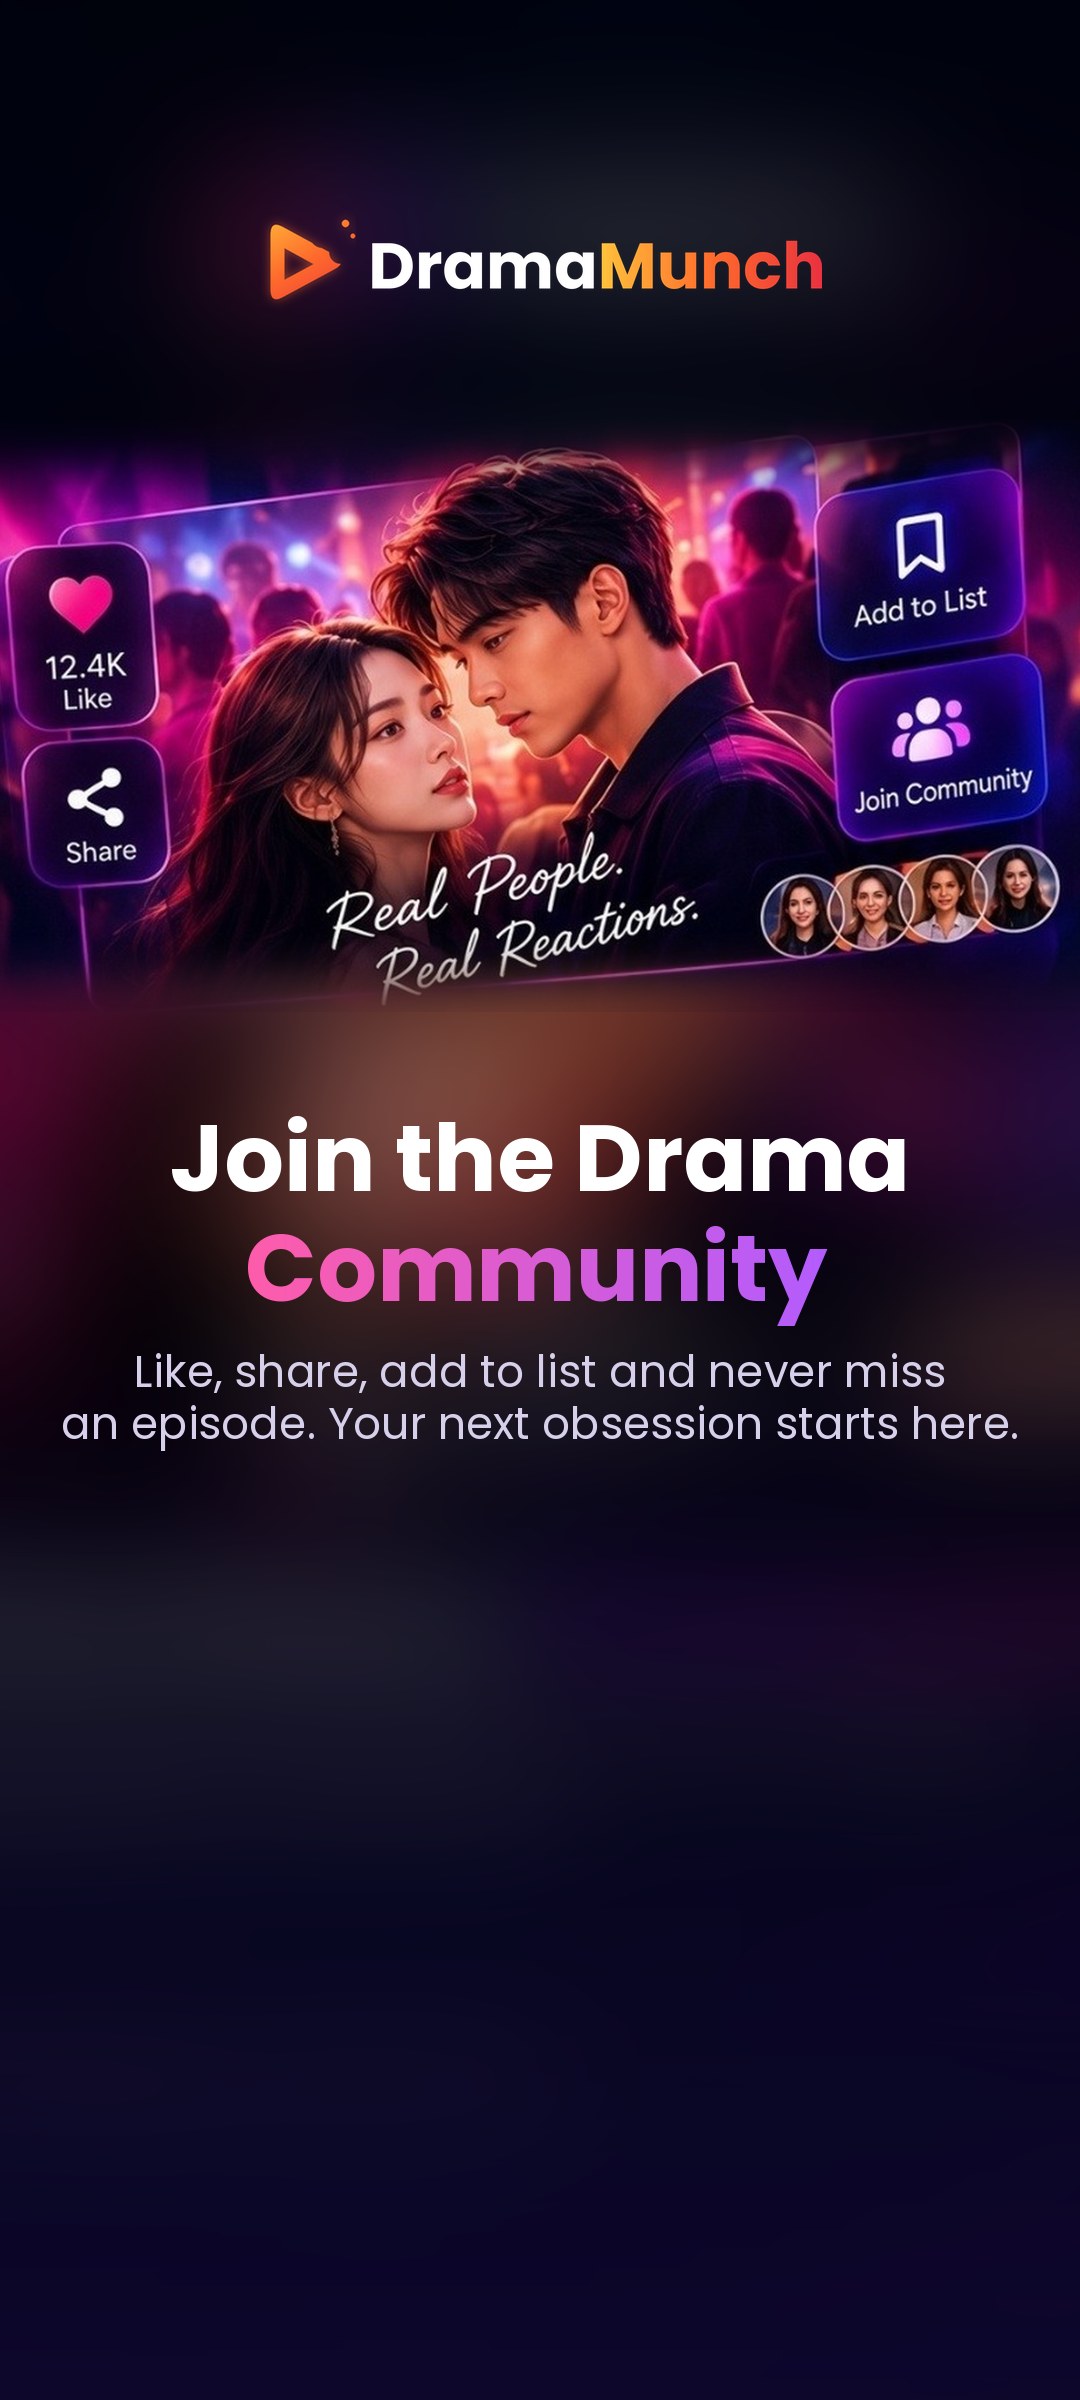 DramaMunch
12.4K
Like
Share
Add to List
Join Community
Real People.
Real Reactions.
Join the Drama
Community
Like, share, add to list and never miss
an episode. Your next obsession starts here.